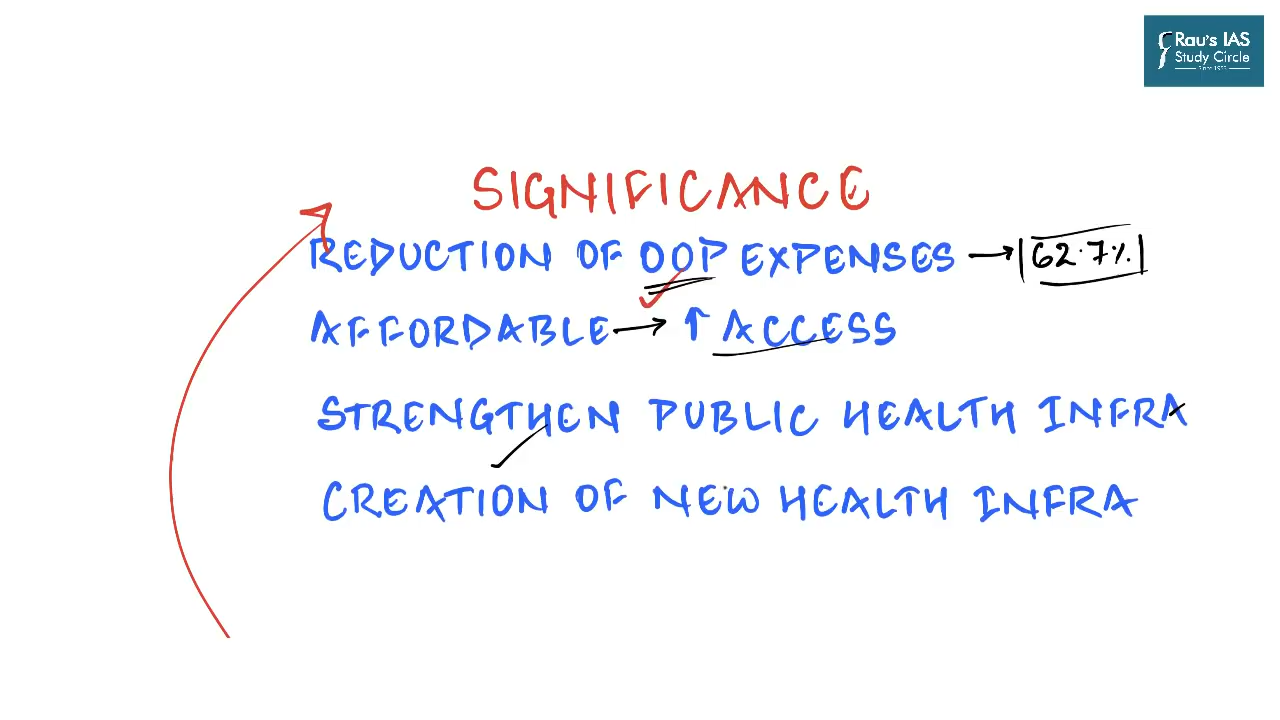 Rau's IAS
Study Circle
SIGNIFICANCE
REDUCTION OF OOP EXPENSES → 62.7%
AFFORDABLE → ↑ ACCESS
STRENGTHEN PUBLIC HEALTH INFRA
CREATION OF NEW HEALTH INFRA